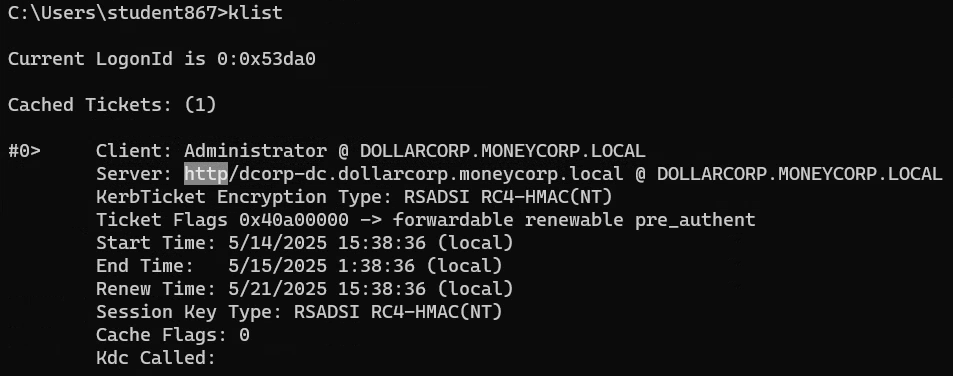 C:\Users\student867>klist
Current LogonId is 0:0x53da0
Cached Tickets: (1)
#0>     Client: Administrator @ DOLLARCORP.MONEYCORP.LOCAL
        Server: http/dcorp-dc.dollarcorp.moneycorp.local @ DOLLARCORP.MONEYCORP.LOCAL
        KerbTicket Encryption Type: RSADSI RC4-HMAC(NT)
        Ticket Flags 0x40a00000 -> forwardable renewable pre_authent
        Start Time: 5/14/2025 15:38:36 (local)
        End Time:   5/15/2025 1:38:36 (local)
        Renew Time: 5/21/2025 15:38:36 (local)
        Session Key Type: RSADSI RC4-HMAC(NT)
        Cache Flags: 0
        Kdc Called: